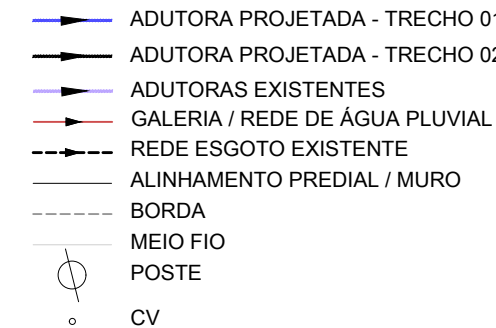 ADUTORA PROJETADA - TRECHO 01
ADUTORA PROJETADA - TRECHO 02
ADUTORAS EXISTENTES
GALERIA / REDE DE ÁGUA PLUVIAL
REDE ESGOTO EXISTENTE
ALINHAMENTO PREDIAL / MURO
BORDA
MEIO FIO
POSTE
CV